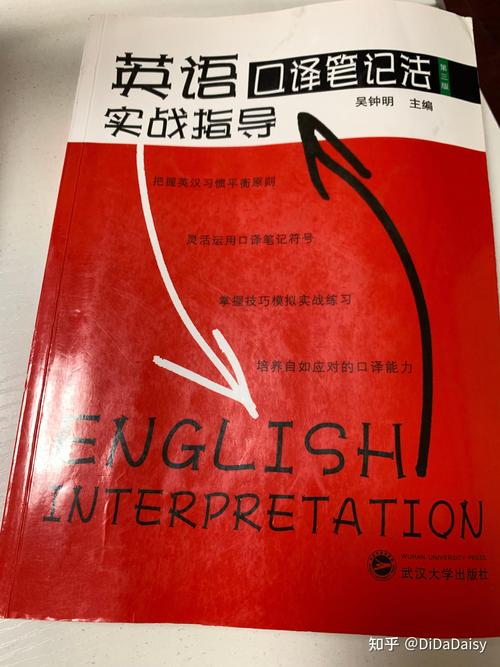 英语口译笔记法
第三版
实战指导
吴钟明 主编
把握英汉习惯平衡原则
灵活运用口译笔记符号
掌握技巧模拟实战练习
培养自如应对的口译能力
ENGLISH
INTERPRETATION
WUHAN UNIVERSITY PRESS
武汉大学出版社
知乎 @DiDaDaisy